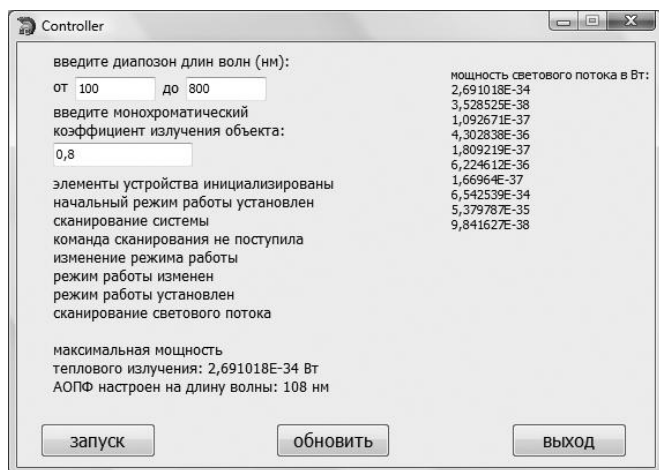 Controller
введите диапозон длин волн (нм):
от 100 до 800
введите монохроматический
коэффициент излучения объекта:
0,8
элементы устройства инициализированы
начальный режим работы установлен
сканирование системы
команда сканирования не поступила
изменение режима работы
режим работы изменен
режим работы установлен
сканирование светового потока
максимальная мощность
теплового излучения: 2,691018E-34 Вт
АОПФ настроен на длину волны: 108 нм
мощность светового потока в Вт:
2,691018E-34
3,528525E-38
1,092671E-37
4,302838E-36
1,809219E-37
6,224612E-36
1,66964E-37
6,542539E-34
5,379787E-35
9,841627E-38
запуск
обновить
выход